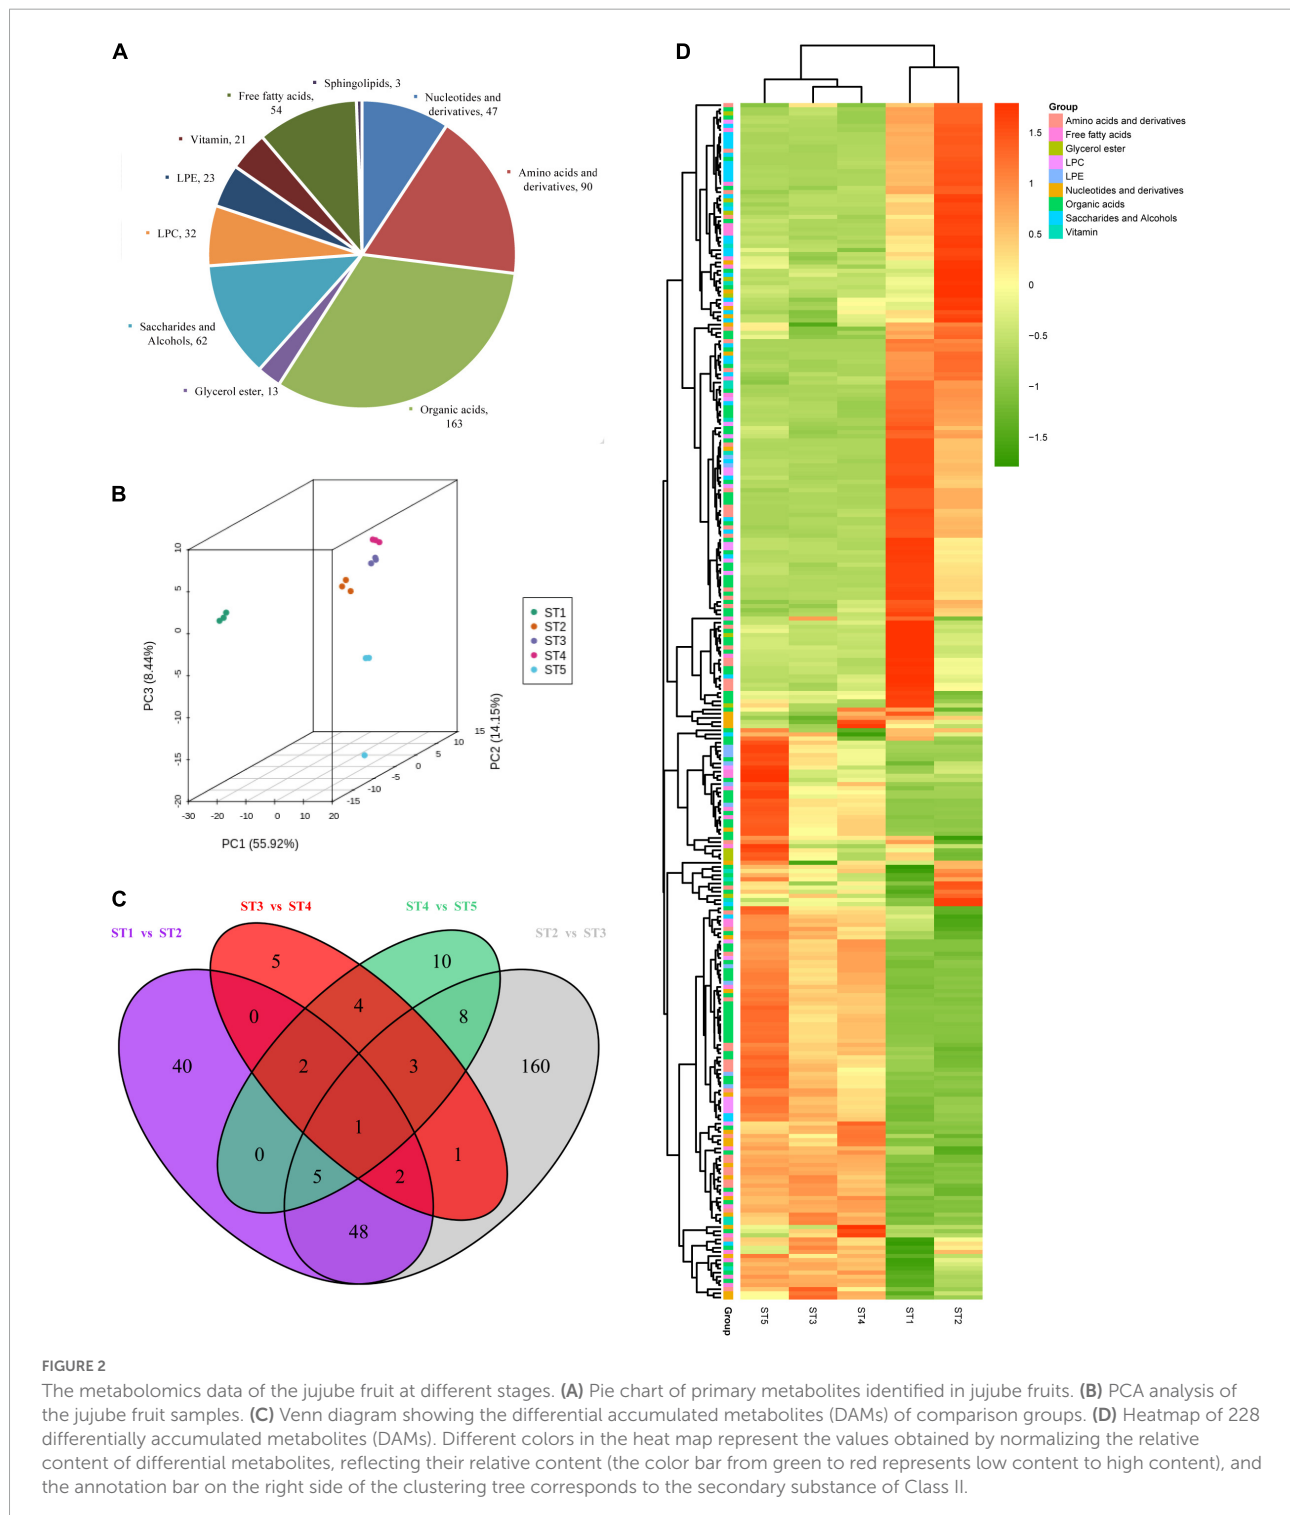 A
Sphingolipids, 3
Free fatty acids,
54
Nucleotides and
derivatives, 47
Vitamin, 21
Amino acids and
derivatives, 90
LPE, 23
LPC, 32
Saccharides and
Alcohols, 62
Glycerol ester, 13
Organic acids,
163
B
PC3 (8.44%)
10
5
0
-5
-10
-15
-20
-30
-20
-10
0
10
20
PC1 (55.92%)
-15
-10
-5
0
5
10
15
PC2 (14.15%)
ST1
ST2
ST3
ST4
ST5
C
ST3 vs ST4
ST4 vs ST5
ST1 vs ST2
ST2 vs ST3
5
10
0
4
8
40
2
3
160
1
0
5
2
1
48
D
1.5
1
0.5
0
−0.5
−1
−1.5
Group
Amino acids and derivatives
Free fatty acids
Glycerol ester
LPC
LPE
Nucleotides and derivatives
Organic acids
Saccharides and Alcohols
Vitamin
Group
ST5
ST3
ST4
ST1
ST2
FIGURE 2
The metabolomics data of the jujube fruit at different stages. (A) Pie chart of primary metabolites identified in jujube fruits. (B) PCA analysis of
the jujube fruit samples. (C) Venn diagram showing the differential accumulated metabolites (DAMs) of comparison groups. (D) Heatmap of 228
differentially accumulated metabolites (DAMs). Different colors in the heat map represent the values obtained by normalizing the relative
content of differential metabolites, reflecting their relative content (the color bar from green to red represents low content to high content), and
the annotation bar on the right side of the clustering tree corresponds to the secondary substance of Class II.